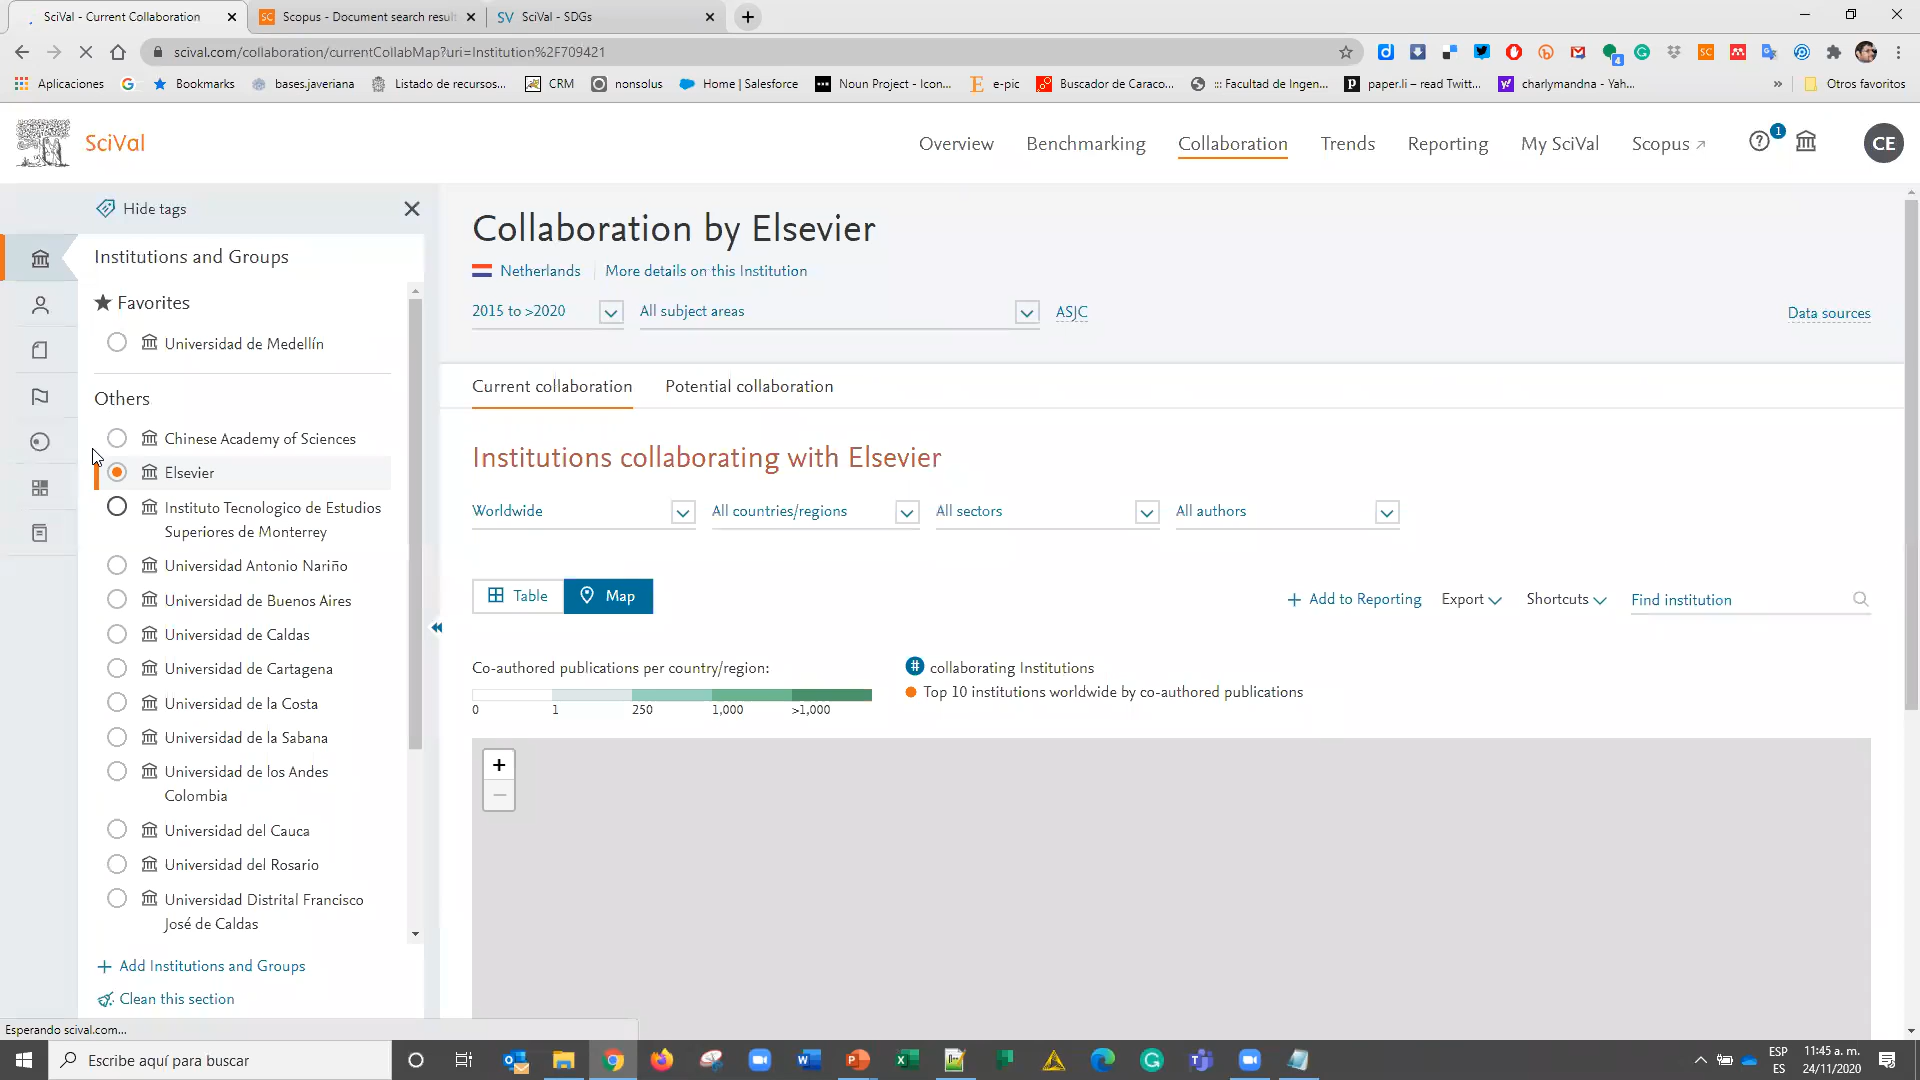 SciVal - Current Collaboration
Scopus - Document search result
SciVal - SDGs
scival.com/collaboration/currentCollabMap?uri=Institution%2F709421
Aplicaciones
Bookmarks
bases.javeriana
Listado de recursos...
CRM
nonsolus
Home | Salesforce
Noun Project - Icon...
e-pic
Buscador de Caraco...
::: Facultad de Ingen...
paper.li – read Twitt...
charlymandna - Yah...
»
Otros favoritos
SciVal
Overview
Benchmarking
Collaboration
Trends
Reporting
My SciVal
Scopus
1
CE
Hide tags
Institutions and Groups
Favorites
Universidad de Medellín
Others
Chinese Academy of Sciences
Elsevier
Instituto Tecnologico de Estudios
Superiores de Monterrey
Universidad Antonio Nariño
Universidad de Buenos Aires
Universidad de Caldas
Universidad de Cartagena
Universidad de la Costa
Universidad de la Sabana
Universidad de los Andes
Colombia
Universidad del Cauca
Universidad del Rosario
Universidad Distrital Francisco
José de Caldas
Add Institutions and Groups
Clean this section
Collaboration by Elsevier
Netherlands
More details on this Institution
2015 to >2020
All subject areas
ASJC
Data sources
Current collaboration
Potential collaboration
Institutions collaborating with Elsevier
Worldwide
All countries/regions
All sectors
All authors
Table
Map
Add to Reporting
Export
Shortcuts
Find institution
Co-authored publications per country/region:
0 1 250 1,000 >1,000
# collaborating Institutions
Top 10 institutions worldwide by co-authored publications
+
−
Esperando scival.com...
Escribe aquí para buscar
ESP
ES
11:45 a. m.
24/11/2020